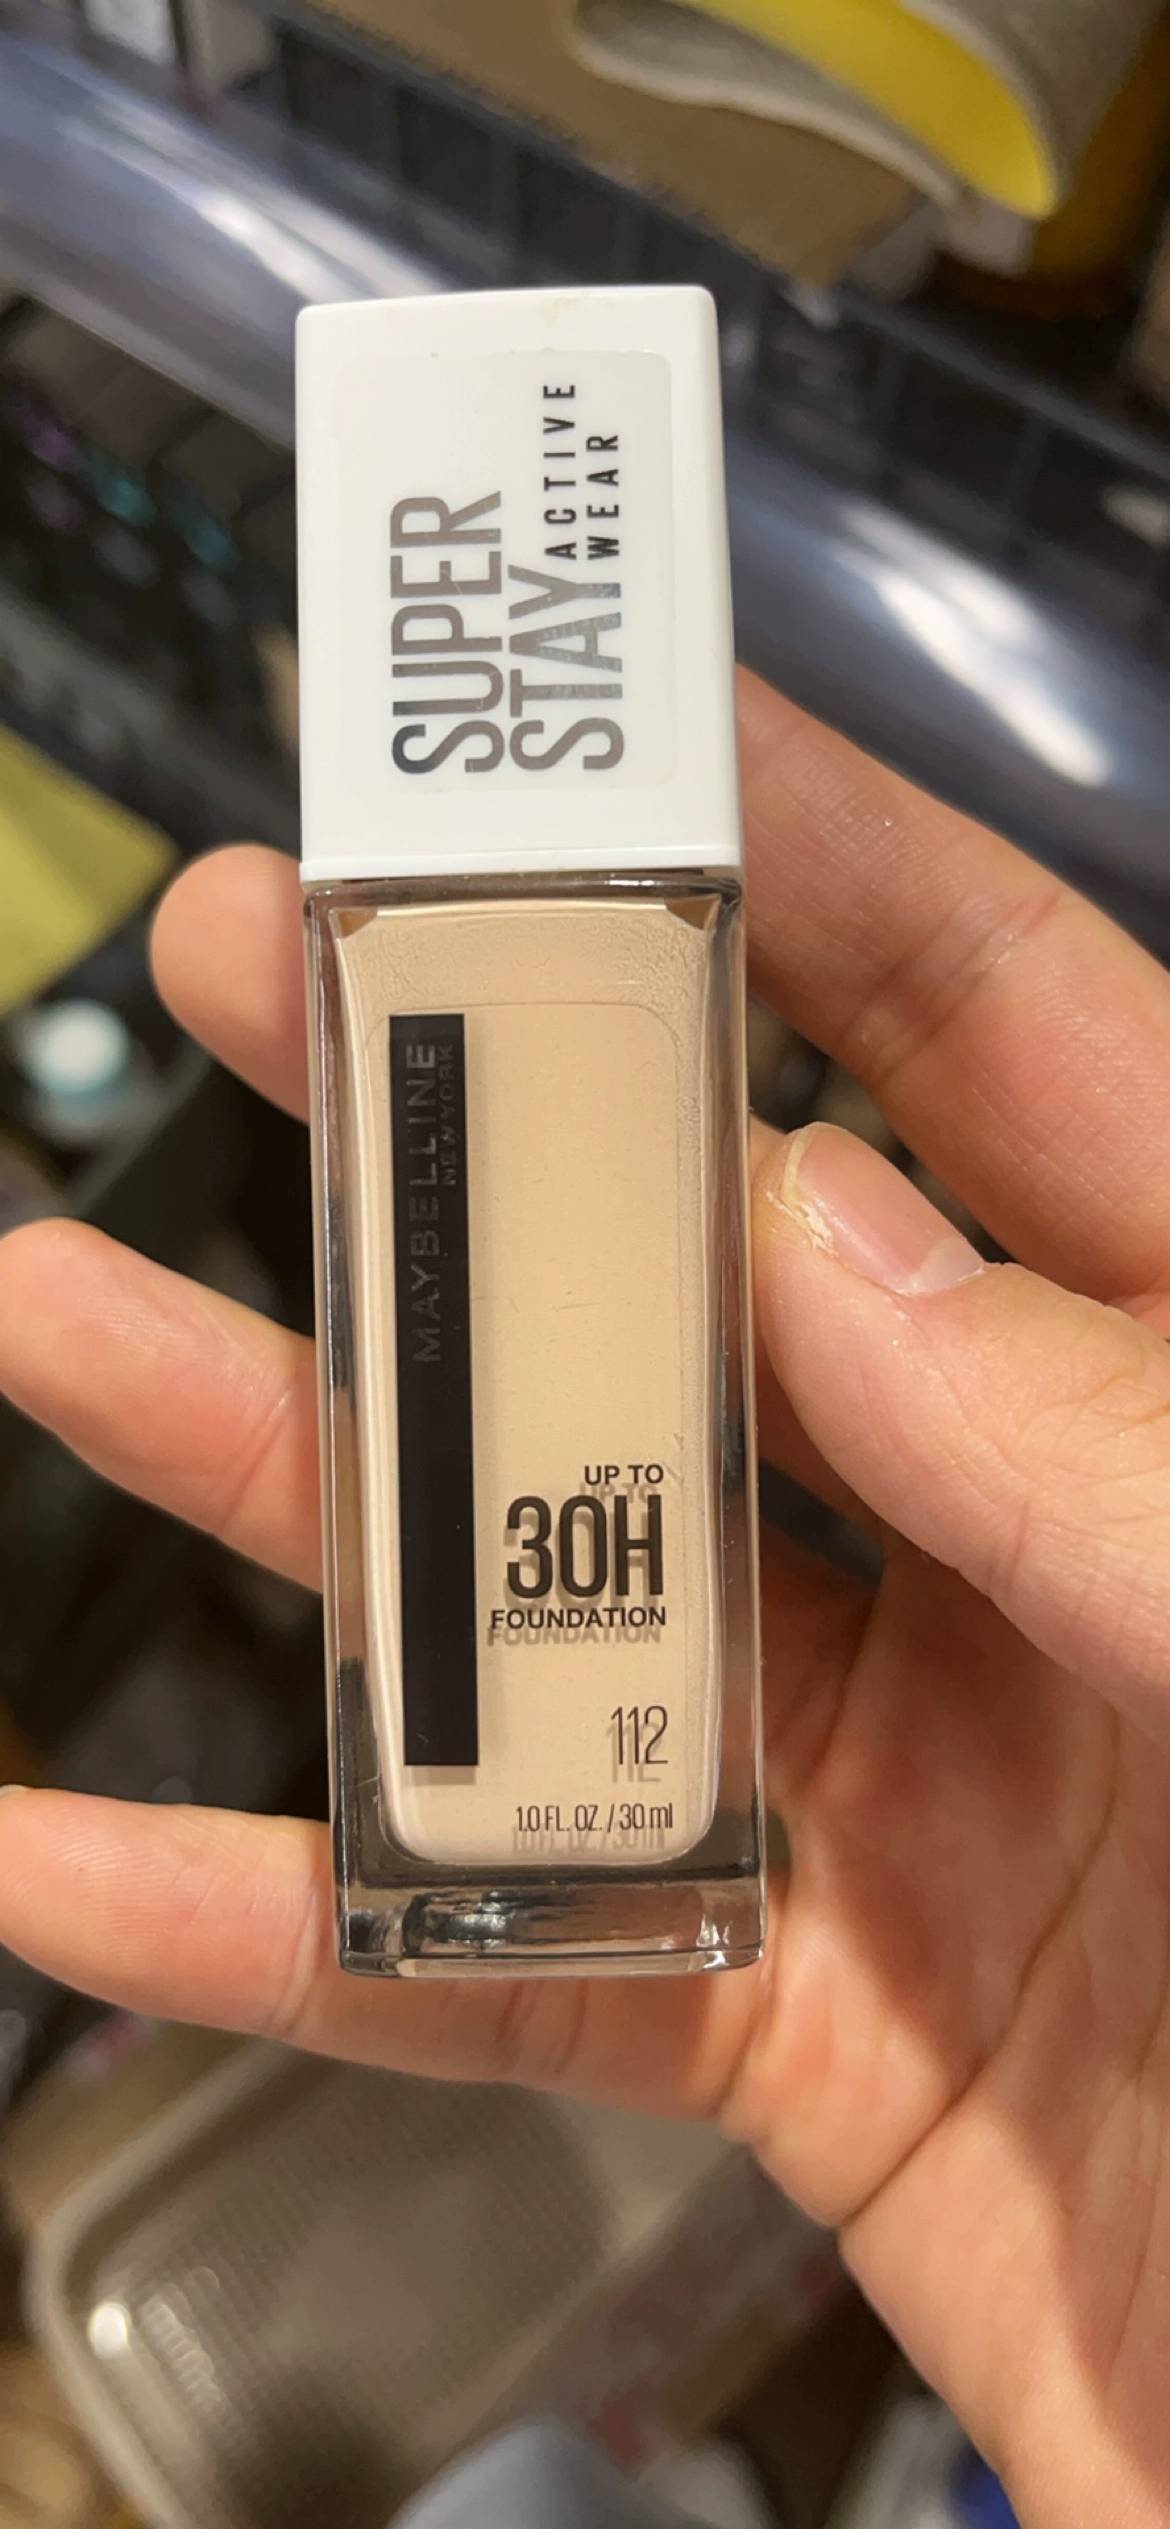 SUPER
STAY ACTIVE
WEAR
MAYBELLINE
NEW YORK
UP TO
30H
FOUNDATION
112
1.0 FL. OZ. / 30 ml